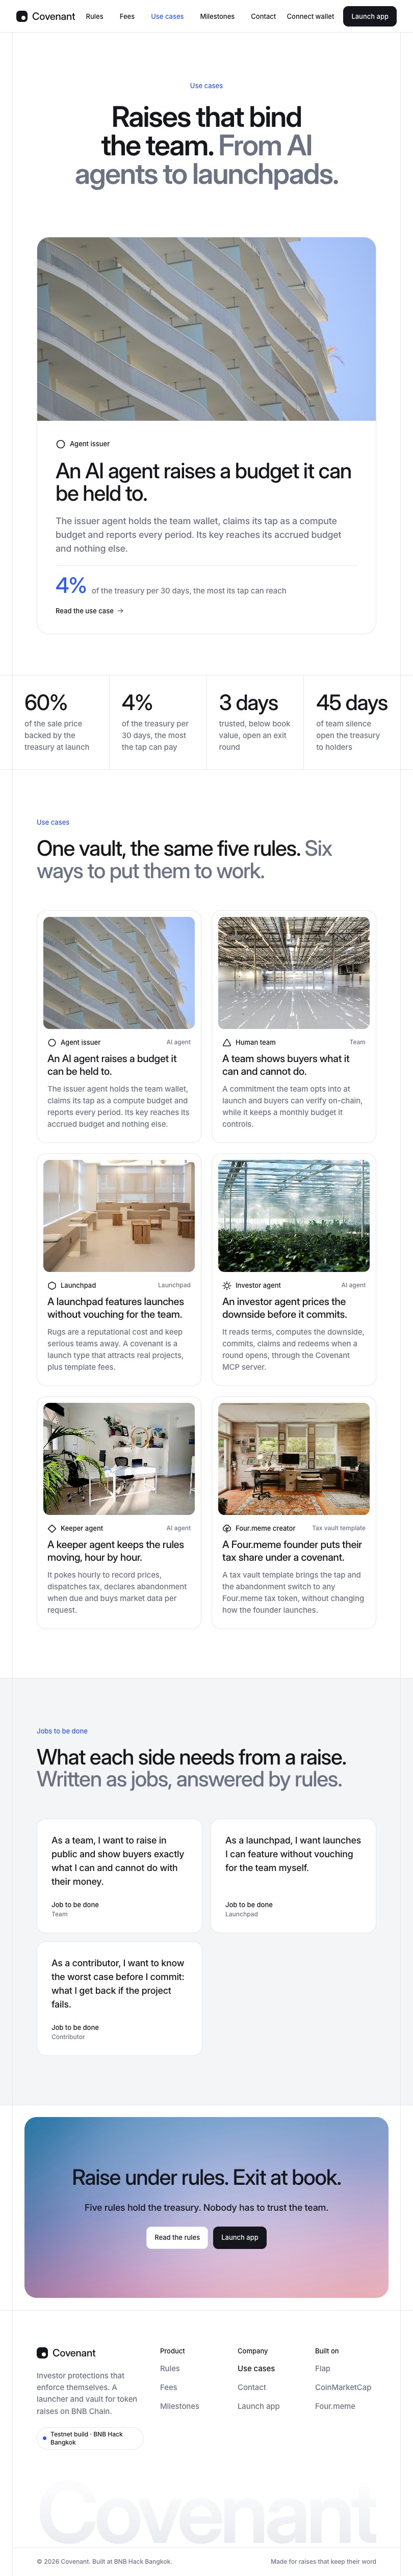 Covenant
Rules
Fees
Use cases
Milestones
Contact
Connect wallet
Launch app
Use cases
Raises that bind
the team. From AI
agents to launchpads.
Agent issuer
An AI agent raises a budget it can
be held to.
The issuer agent holds the team wallet, claims its tap as a compute
budget and reports every period. Its key reaches its accrued budget
and nothing else.
4% of the treasury per 30 days, the most its tap can reach
Read the use case →
60%
of the sale price
backed by the
treasury at launch
4%
of the treasury per
30 days, the most
the tap can pay
3 days
trusted, below book
value, open an exit
round
45 days
of team silence
open the treasury
to holders
Use cases
One vault, the same five rules. Six
ways to put them to work.
Agent issuer
AI agent
An AI agent raises a budget it
can be held to.
The issuer agent holds the team wallet,
claims its tap as a compute budget and
reports every period. Its key reaches its
accrued budget and nothing else.
Human team
Team
A team shows buyers what it
can and cannot do.
A commitment the team opts into at
launch and buyers can verify on-chain,
while it keeps a monthly budget it
controls.
Launchpad
Launchpad
A launchpad features launches
without vouching for the team.
Rugs are a reputational cost and keep
serious teams away. A covenant is a
launch type that attracts real projects,
plus template fees.
Investor agent
AI agent
An investor agent prices the
downside before it commits.
It reads terms, computes the downside,
commits, claims and redeems when a
round opens, through the Covenant
MCP server.
Keeper agent
AI agent
A keeper agent keeps the rules
moving, hour by hour.
It pokes hourly to record prices,
dispatches tax, declares abandonment
when due and buys market data per
request.
Four.meme creator
Tax vault template
A Four.meme founder puts their
tax share under a covenant.
A tax vault template brings the tap and
the abandonment switch to any
Four.meme tax token, without changing
how the founder launches.
Jobs to be done
What each side needs from a raise.
Written as jobs, answered by rules.
As a team, I want to raise in
public and show buyers exactly
what I can and cannot do with
their money.
Job to be done
Team
As a launchpad, I want launches
I can feature without vouching
for the team myself.
Job to be done
Launchpad
As a contributor, I want to know
the worst case before I commit:
what I get back if the project
fails.
Job to be done
Contributor
Raise under rules. Exit at book.
Five rules hold the treasury. Nobody has to trust the team.
Read the rules
Launch app
Covenant
Investor protections that
enforce themselves. A
launcher and vault for token
raises on BNB Chain.
Testnet build · BNB Hack
Bangkok
Product
Rules
Fees
Milestones
Company
Use cases
Contact
Launch app
Built on
Flap
CoinMarketCap
Four.meme
Covenant
© 2026 Covenant. Built at BNB Hack Bangkok.
Made for raises that keep their word